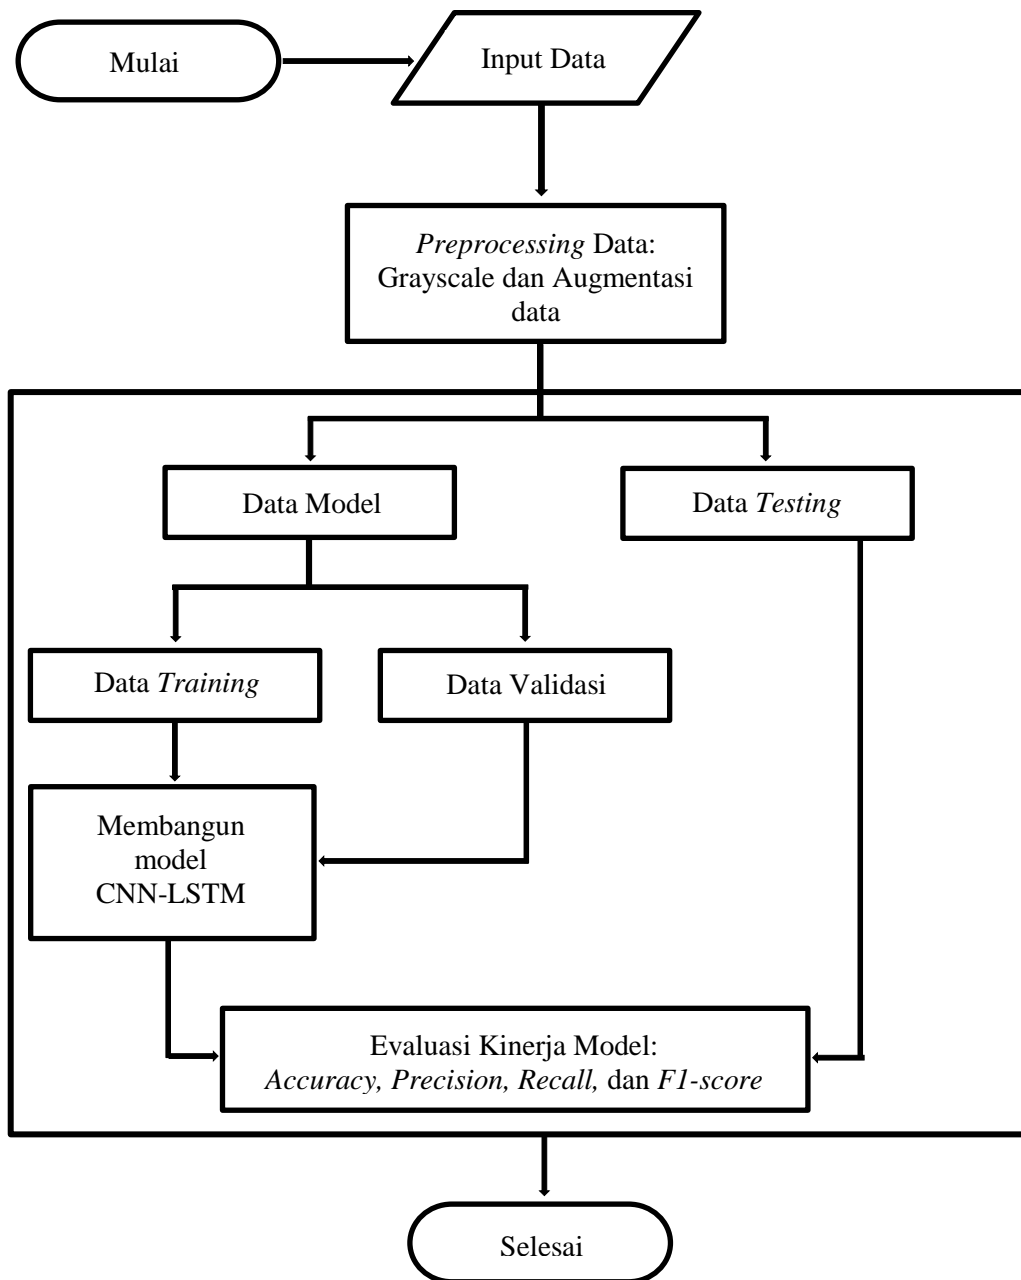 Mulai
Input Data
Preprocessing Data:
Grayscale dan Augmentasi
data
Data Model
Data Testing
Data Training
Data Validasi
Membangun
model
CNN-LSTM
Evaluasi Kinerja Model:
Accuracy, Precision, Recall, dan F1-score
Selesai